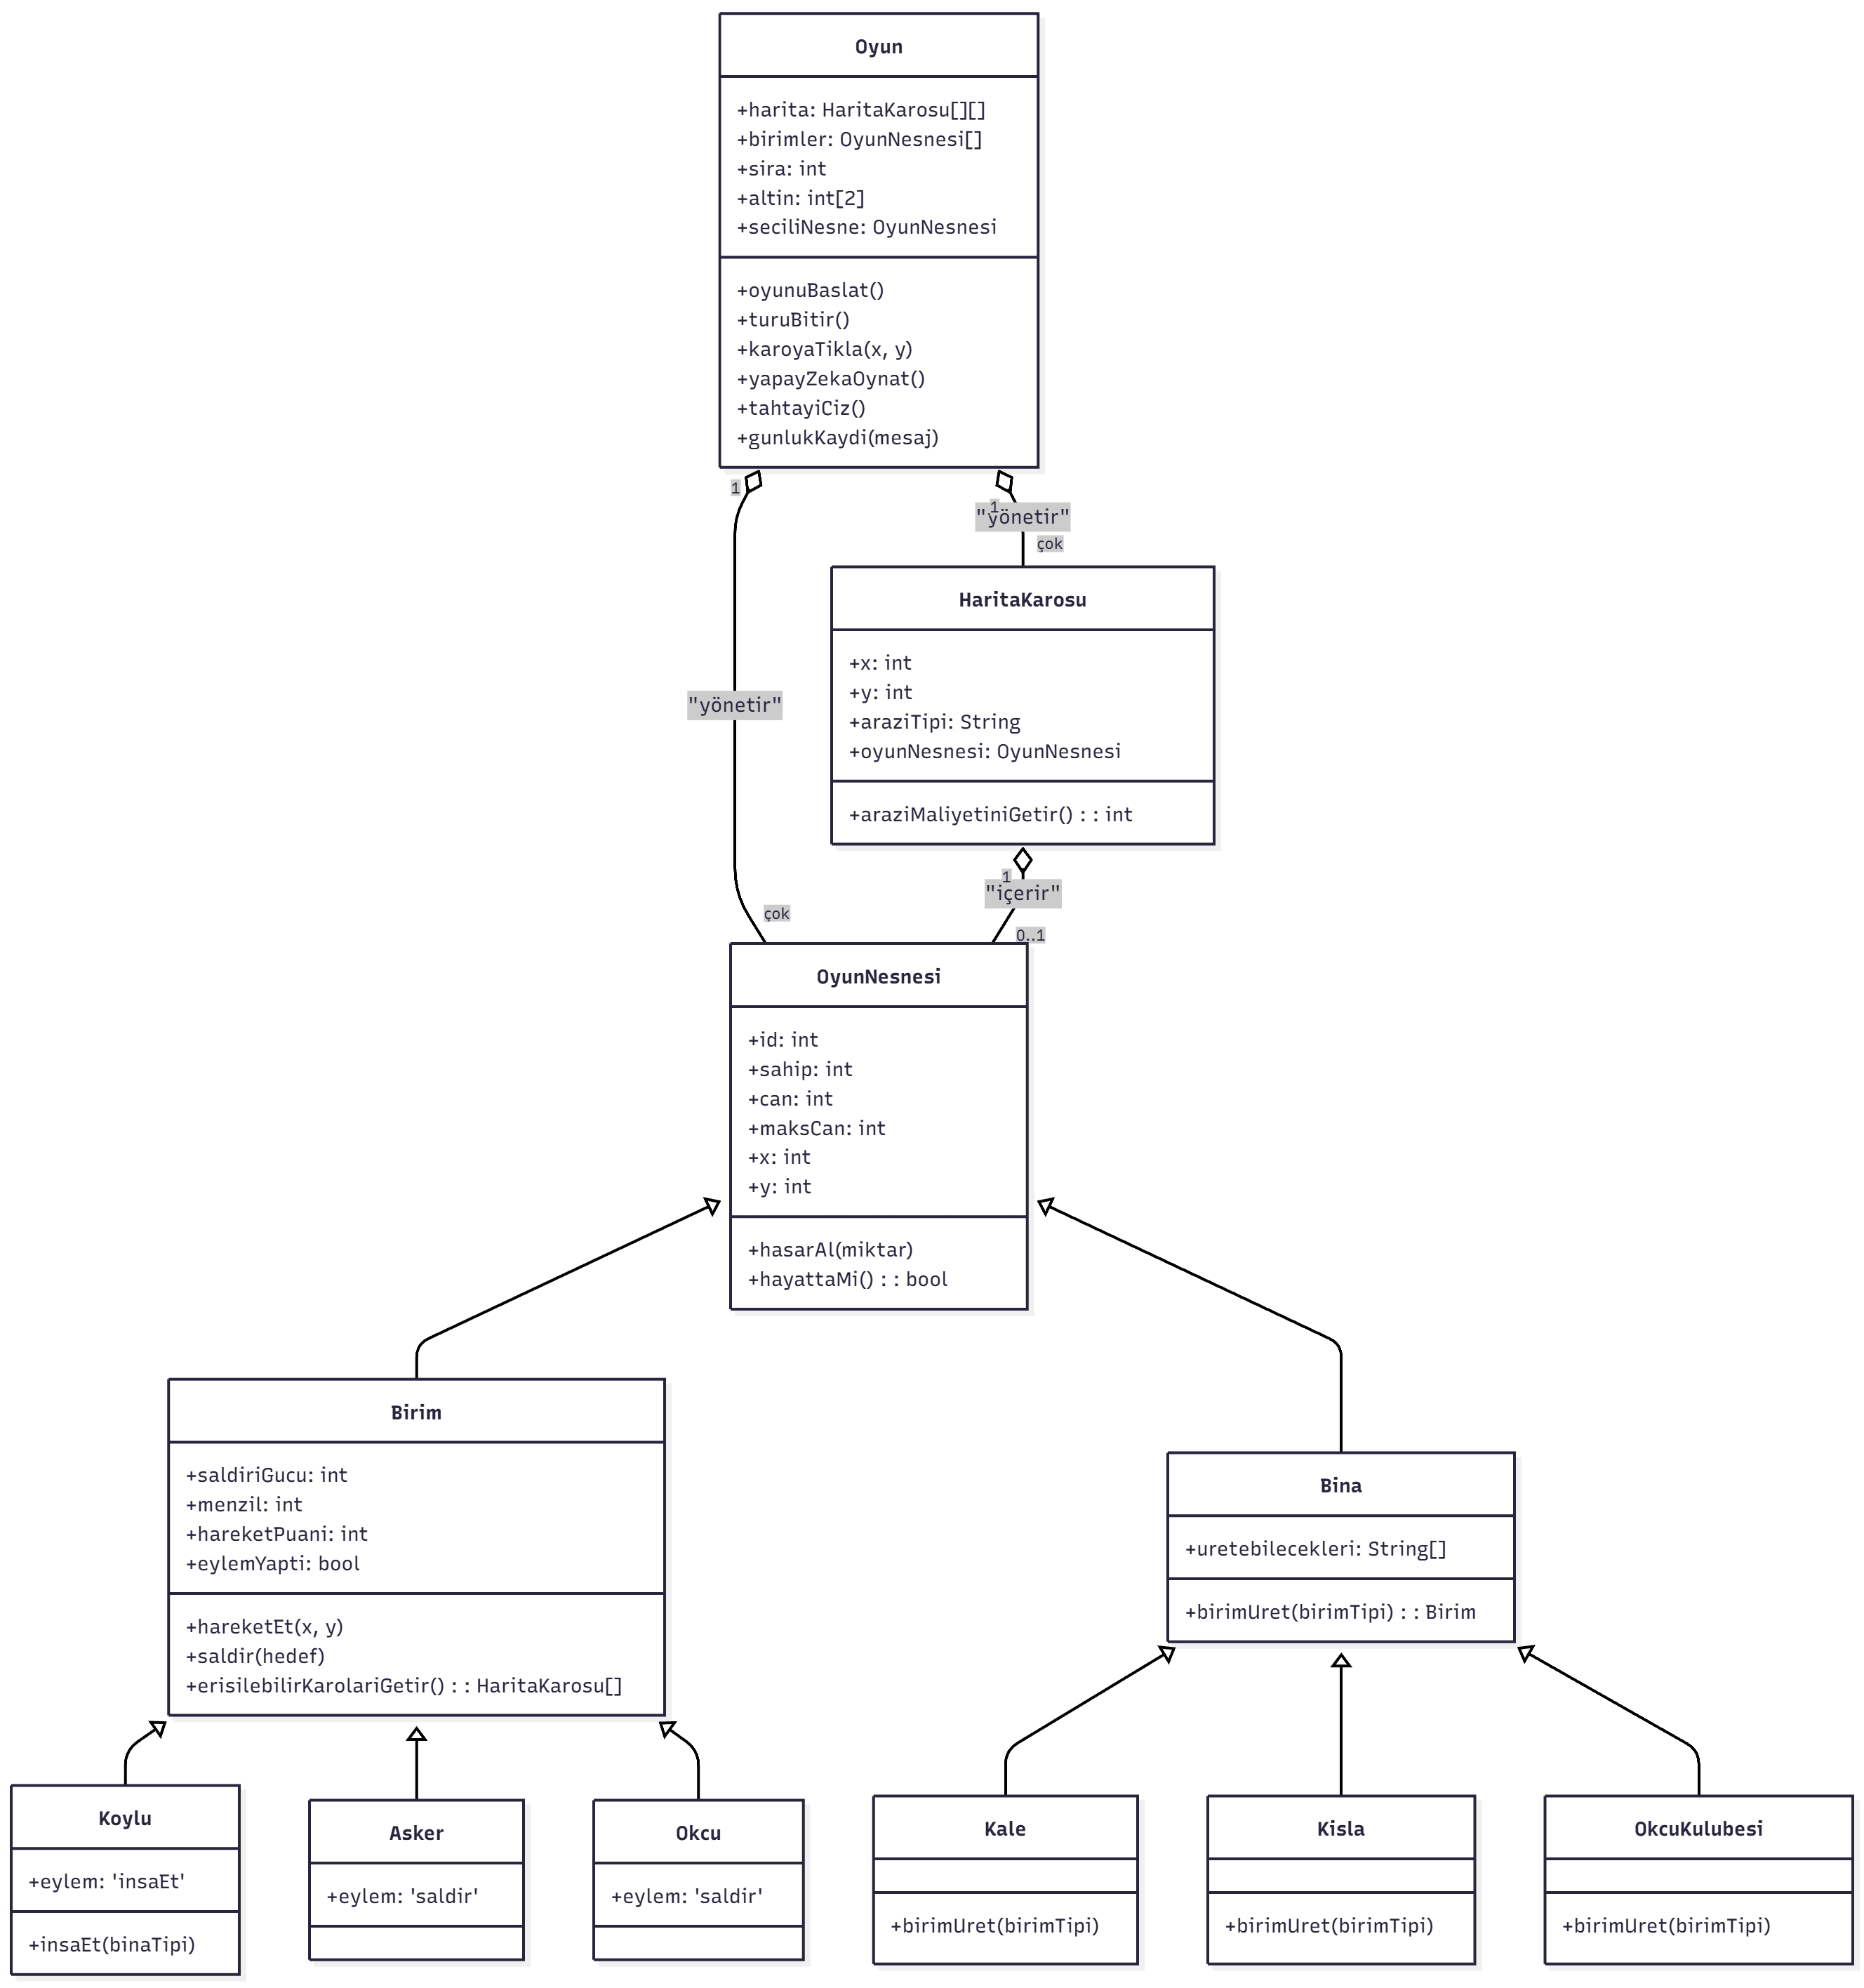 Oyun
+harita: HaritaKarosu[][]
+birimler: OyunNesnesi[]
+sira: int
+altin: int[2]
+seciliNesne: OyunNesnesi
+oyunuBaslat()
+turuBitir()
+karoyaTikla(x, y)
+yapayZekaOynat()
+tahtayiCiz()
+gunlukKaydi(mesaj)
1
1
"yönetir"
çok
HaritaKarosu
+x: int
+y: int
+araziTipi: String
+oyunNesnesi: OyunNesnesi
+araziMaliyetiniGetir() : : int
"yönetir"
1
"içerir"
çok
0..1
OyunNesnesi
+id: int
+sahip: int
+can: int
+maksCan: int
+x: int
+y: int
+hasarAl(miktar)
+hayattaMi() : : bool
Birim
+saldiriGucu: int
+menzil: int
+hareketPuani: int
+eylemYapti: bool
+hareketEt(x, y)
+saldir(hedef)
+erisilebilirKarolariGetir() : : HaritaKarosu[]
Bina
+uretebilecekleri: String[]
+birimUret(birimTipi) : : Birim
Koylu
+eylem: 'insaEt'
+insaEt(binaTipi)
Asker
+eylem: 'saldir'
Okcu
+eylem: 'saldir'
Kale
+birimUret(birimTipi)
Kisla
+birimUret(birimTipi)
OkcuKulubesi
+birimUret(birimTipi)